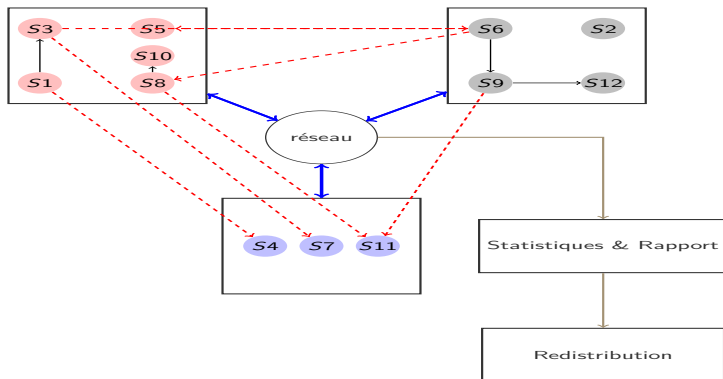 S3 S5 S6 S2
S10
S1 S8 S9 S12
réseau
S4 S7 S11
Statistiques & Rapport
Redistribution